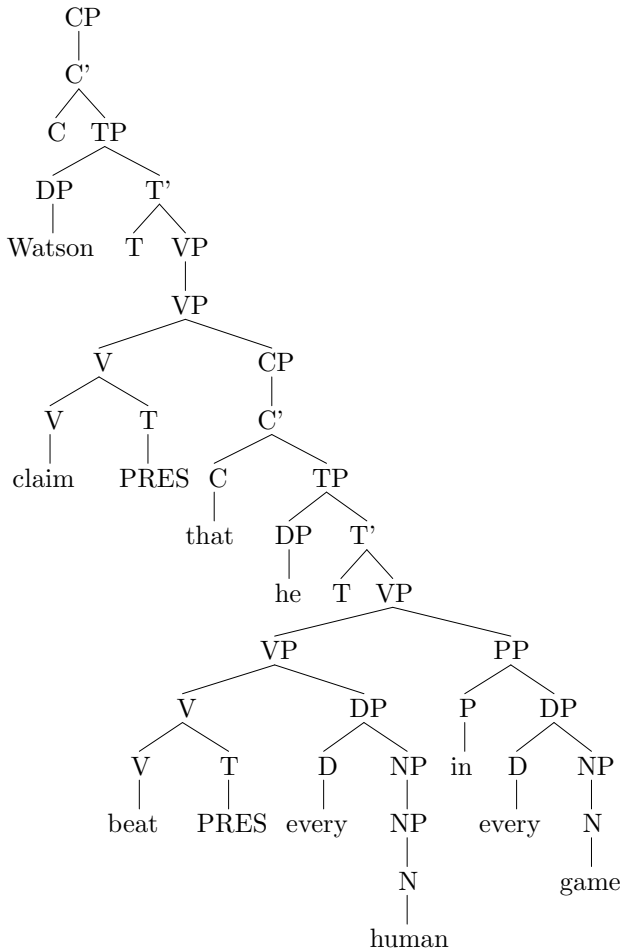 CP
C'
C TP
DP T'
Watson T VP
VP
V CP
V T C'
claim PRES C TP
that DP T'
he T VP
VP PP
V DP P DP
V T D NP in D NP
beat PRES every NP every N
N game
human